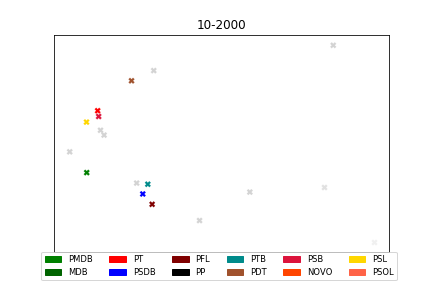 10-2000
PMDB PT PFL PTB PSB PSL
MDB PSDB PP PDT NOVO PSOL